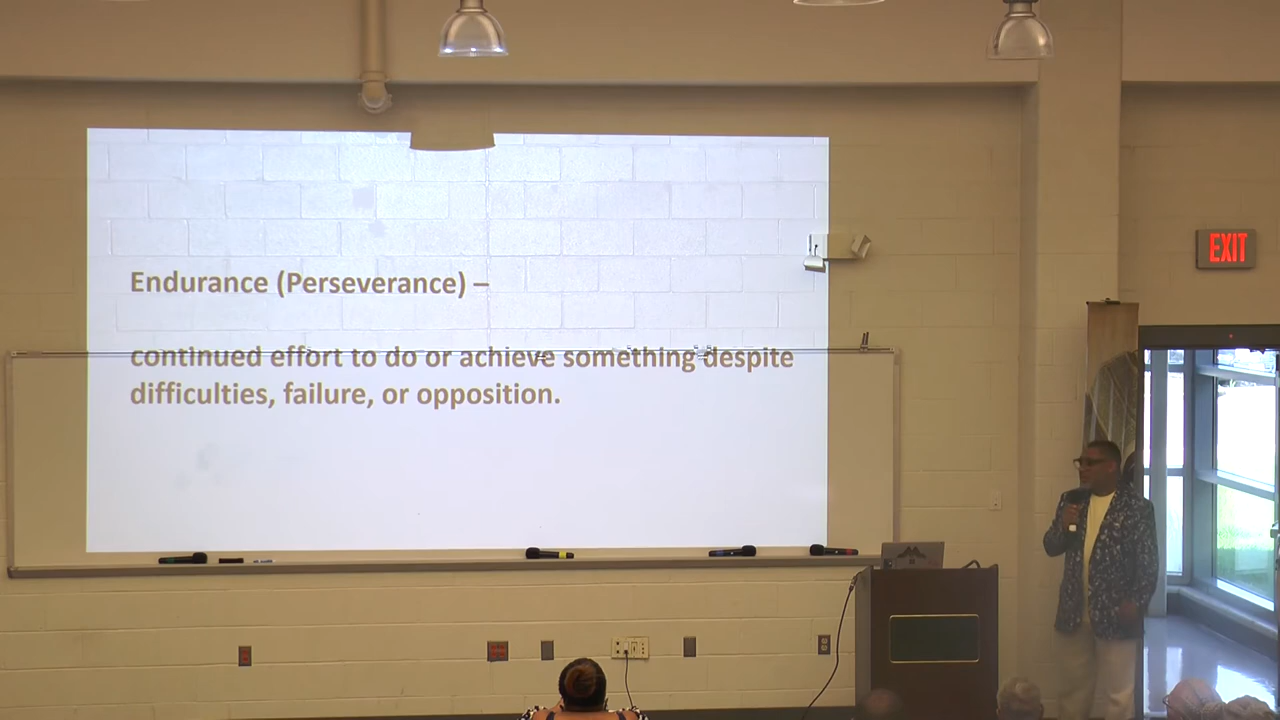 Endurance (Perseverance) –
continued effort to do or achieve something despite
difficulties, failure, or opposition.
EXIT